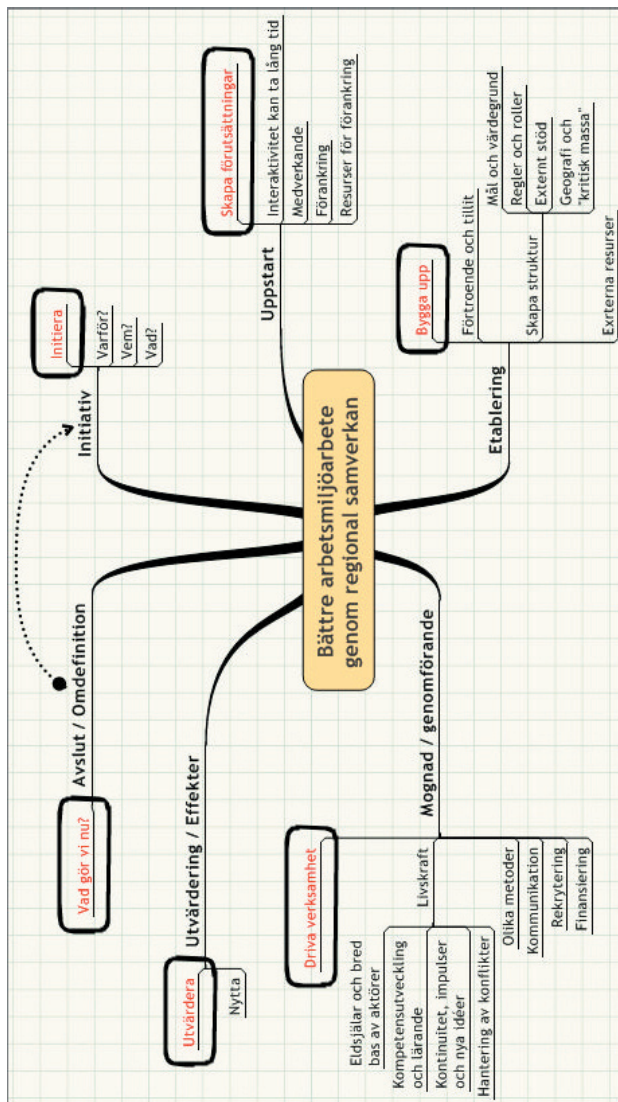 Bättre arbetsmiljöarbete
genom regional samverkan
Initiativ
Initiera
Varför?
Vem?
Vad?
Uppstart
Skapa förutsättningar
Interaktivitet kan ta lång tid
Medverkande
Förankring
Resurser för förankring
Etablering
Bygga upp
Förtroende och tillit
Skapa struktur
Mål och värdegrund
Regler och roller
Externt stöd
Geografi och
"kritisk massa"
Exrterna resurser
Mognad / genomförande
Driva verksamhet
Livskraft
Eldsjälar och bred
bas av aktörer
Kompetensutveckling
och lärande
Kontinuitet, impulser
och nya idéer
Hantering av konflikter
Olika metoder
Kommunikation
Rekrytering
Finansiering
Utvärdering / Effekter
Utvärdera
Nytta
Avslut / Omdefinition
Vad gör vi nu?